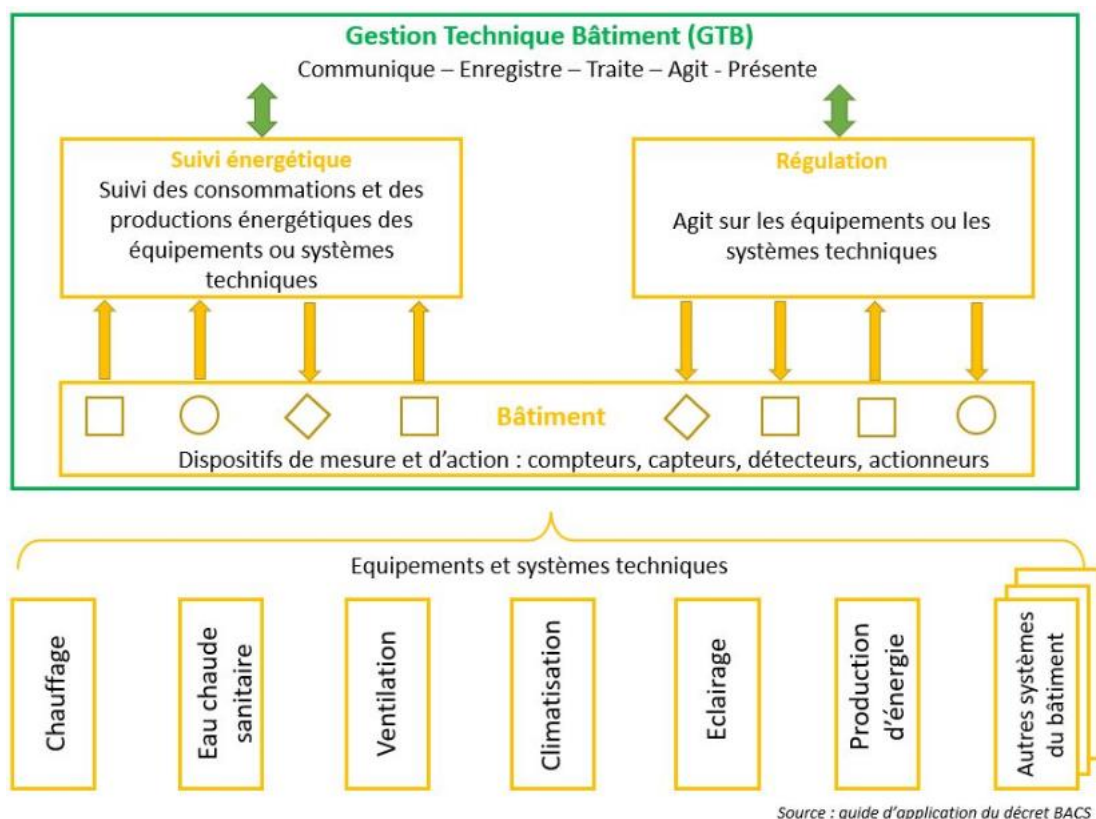 Gestion Technique Bâtiment (GTB)
Communique – Enregistre – Traite – Agit - Présente
Suivi énergétique
Suivi des consommations et des
productions énergétiques des
équipements ou systèmes
techniques
Régulation
Agit sur les équipements ou les
systèmes techniques
Bâtiment
Dispositifs de mesure et d’action : compteurs, capteurs, détecteurs, actionneurs
Equipements et systèmes techniques
Chauffage
Eau chaude
sanitaire
Ventilation
Climatisation
Eclairage
Production
d’énergie
Autres systèmes
du bâtiment
Source : guide d’application du décret BACS